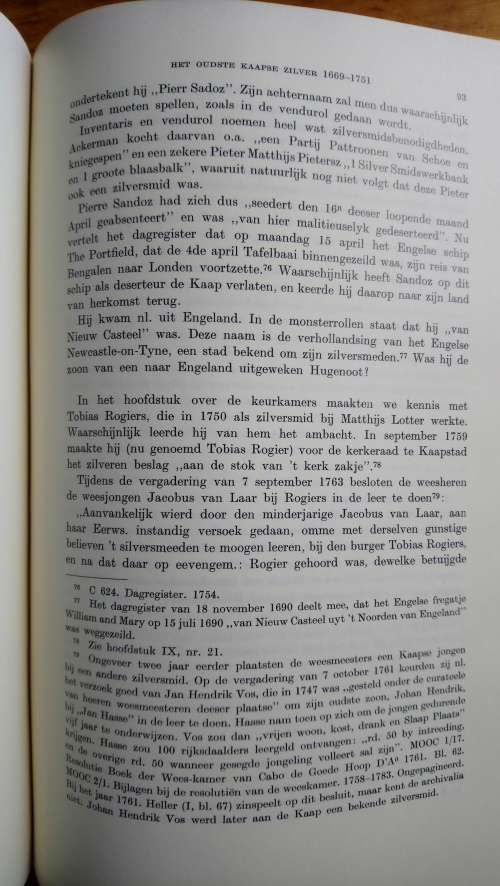 HET OUDSTE KAAPSE ZILVER 1669–1751
93
ondertekent hij „Pierr Sadoz”. Zijn achternaam zal men dus waarschijnlijk
Sandoz moeten spellen, zoals in de vendurol gedaan wordt.
Inventaris en vendurol noemen heel wat zilversmidsbenodigdheden.
Ackerman kocht daarvan o.a. „een Partij Pattroonen van Schoe en
kniegespen” en een zekere Pieter Matthijs Pietersz „1 Silver Smidswerkbank
en 1 groote blaasbalk”, waaruit natuurlijk nog niet volgt dat deze Pieter
ook een zilversmid was.
Pierre Sandoz had zich dus „seedert den 16ⁿ deeser loopende maand
April geabsenteert” en was „van hier malitieuselyk gedeserteerd”. Nu
vertelt het dagregister dat op maandag 15 april het Engelse schip
The Portfield, dat de 4de april Tafelbaai binnengezeild was, zijn reis van
Bengalen naar Londen voortzette.⁷⁶ Waarschijnlijk heeft Sandoz op dit
schip als deserteur de Kaap verlaten, en keerde hij daarop naar zijn land
van herkomst terug.
Hij kwam nl. uit Engeland. In de monsterrollen staat dat hij „van
Nieuw Casteel” was. Deze naam is de verhollandsing van het Engelse
Newcastle-on-Tyne, een stad bekend om zijn zilversmeden.⁷⁷ Was hij de
zoon van een naar Engeland uitgeweken Hugenoot?
In het hoofdstuk over de keurkamers maakten we kennis met
Tobias Rogiers, die in 1750 als zilversmid bij Matthijs Lotter werkte.
Waarschijnlijk leerde hij van hem het ambacht. In september 1759
maakte hij (nu genoemd Tobias Rogier) voor de kerkeraad te Kaapstad
het zilveren beslag „aan de stok van ’t kerk zakje”.⁷⁸
Tijdens de vergadering van 7 september 1763 besloten de weesheren
de weesjongen Jacobus van Laar bij Rogiers in de leer te doen⁷⁹:
„Aanvankelijk wierd door den minderjarige Jacobus van Laar, aan
haar Eerws. instandig versoek gedaan, omme met derselven gunstige
believen ’t silversmeeden te moogen leeren, bij den burger Tobias Rogiers,
en na dat daar op eevengem.: Rogier gehoord was, dewelke betuijgde
⁷⁶ C 624. Dagregister. 1754.
⁷⁷ Het dagregister van 18 november 1690 deelt mee, dat het Engelse fregatje
William and Mary op 15 juli 1690 „van Nieuw Casteel uyt ’t Noorden van Engeland”
was weggezeild.
⁷⁸ Zie hoofdstuk IX, nr. 21.
⁷⁹ Ongeveer twee jaar eerder plaatsten de weesmeesters een Kaapse jongen
bij een andere zilversmid. Op de vergadering van 7 october 1761 keurden zij nl.
het verzoek goed van Jan Hendrik Vos, die in 1747 was „gesteld onder de curateele
van heeren weesmeesteren deeser plaatse” om zijn oudste zoon, Johan Hendrik,
bij „Jan Hasse” in de leer te doen. Hasse nam toen op zich om de jongen gedurende
vijf jaar te onderwijzen. Vos zou dan „vrijen woon, kost, drank en Slaap Plaats”
krijgen. Hasse zou 100 rijksdaalders leergeld ontvangen: „rd. 50 by intreeding,
en de overige rd. 50 wanneer gesegde jongeling volleert sal zijn”. MOOC 1/17.
Resolutie Boek der Wees-kamer van Cabo de Goede Hoop D’Aᵒ 1761. Bl. 62.
MOOC 2/1. Bijlagen bij de resolutiën van de weeskamer. 1758–1783. Ongepagineerd.
Bij het jaar 1761. Heller (I, bl. 67) zinspeelt op dit besluit, maar kent de archivalia
niet. Johan Hendrik Vos werd later aan de Kaap een bekende zilversmid.